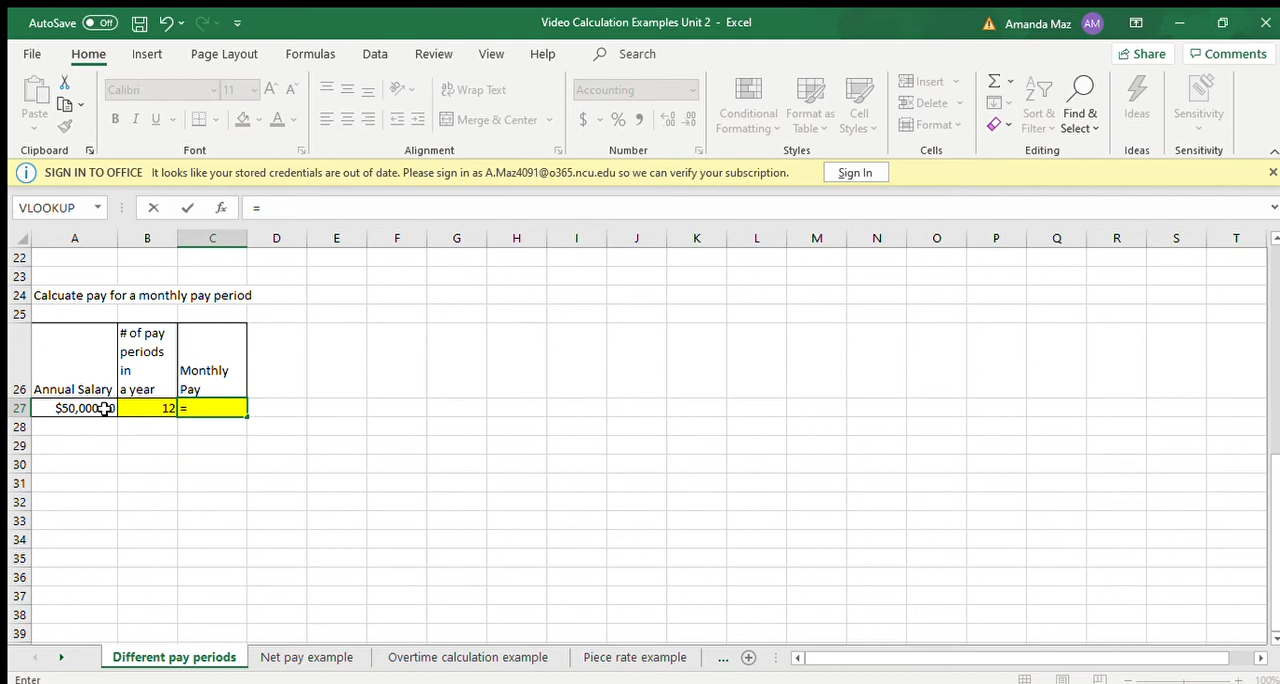 AutoSave Off Video Calculation Examples Unit 2 - Excel Amanda Maz AM
File Home Insert Page Layout Formulas Data Review View Help Search Share Comments
Paste
Clipboard
Calibri 11
B I U
Font
Wrap Text
Merge & Center
Alignment
Accounting
$ %
Number
Conditional Formatting
Format as Table
Cell Styles
Styles
Insert
Delete
Format
Cells
Sort & Filter
Find & Select
Editing
Ideas
Ideas
Sensitivity
Sensitivity
SIGN IN TO OFFICE It looks like your stored credentials are out of date. Please sign in as A.Maz4091@o365.ncu.edu so we can verify your subscription. Sign In
VLOOKUP fx =
A B C D E F G H I J K L M N O P Q R S T
22
23
24 Calcuate pay for a monthly pay period
25
# of pay
periods
in Monthly
26 Annual Salary a year Pay
27 $50,000 0 12 =
28
29
30
31
32
33
34
35
36
37
38
39
Different pay periods Net pay example Overtime calculation example Piece rate example ...
Enter 100%